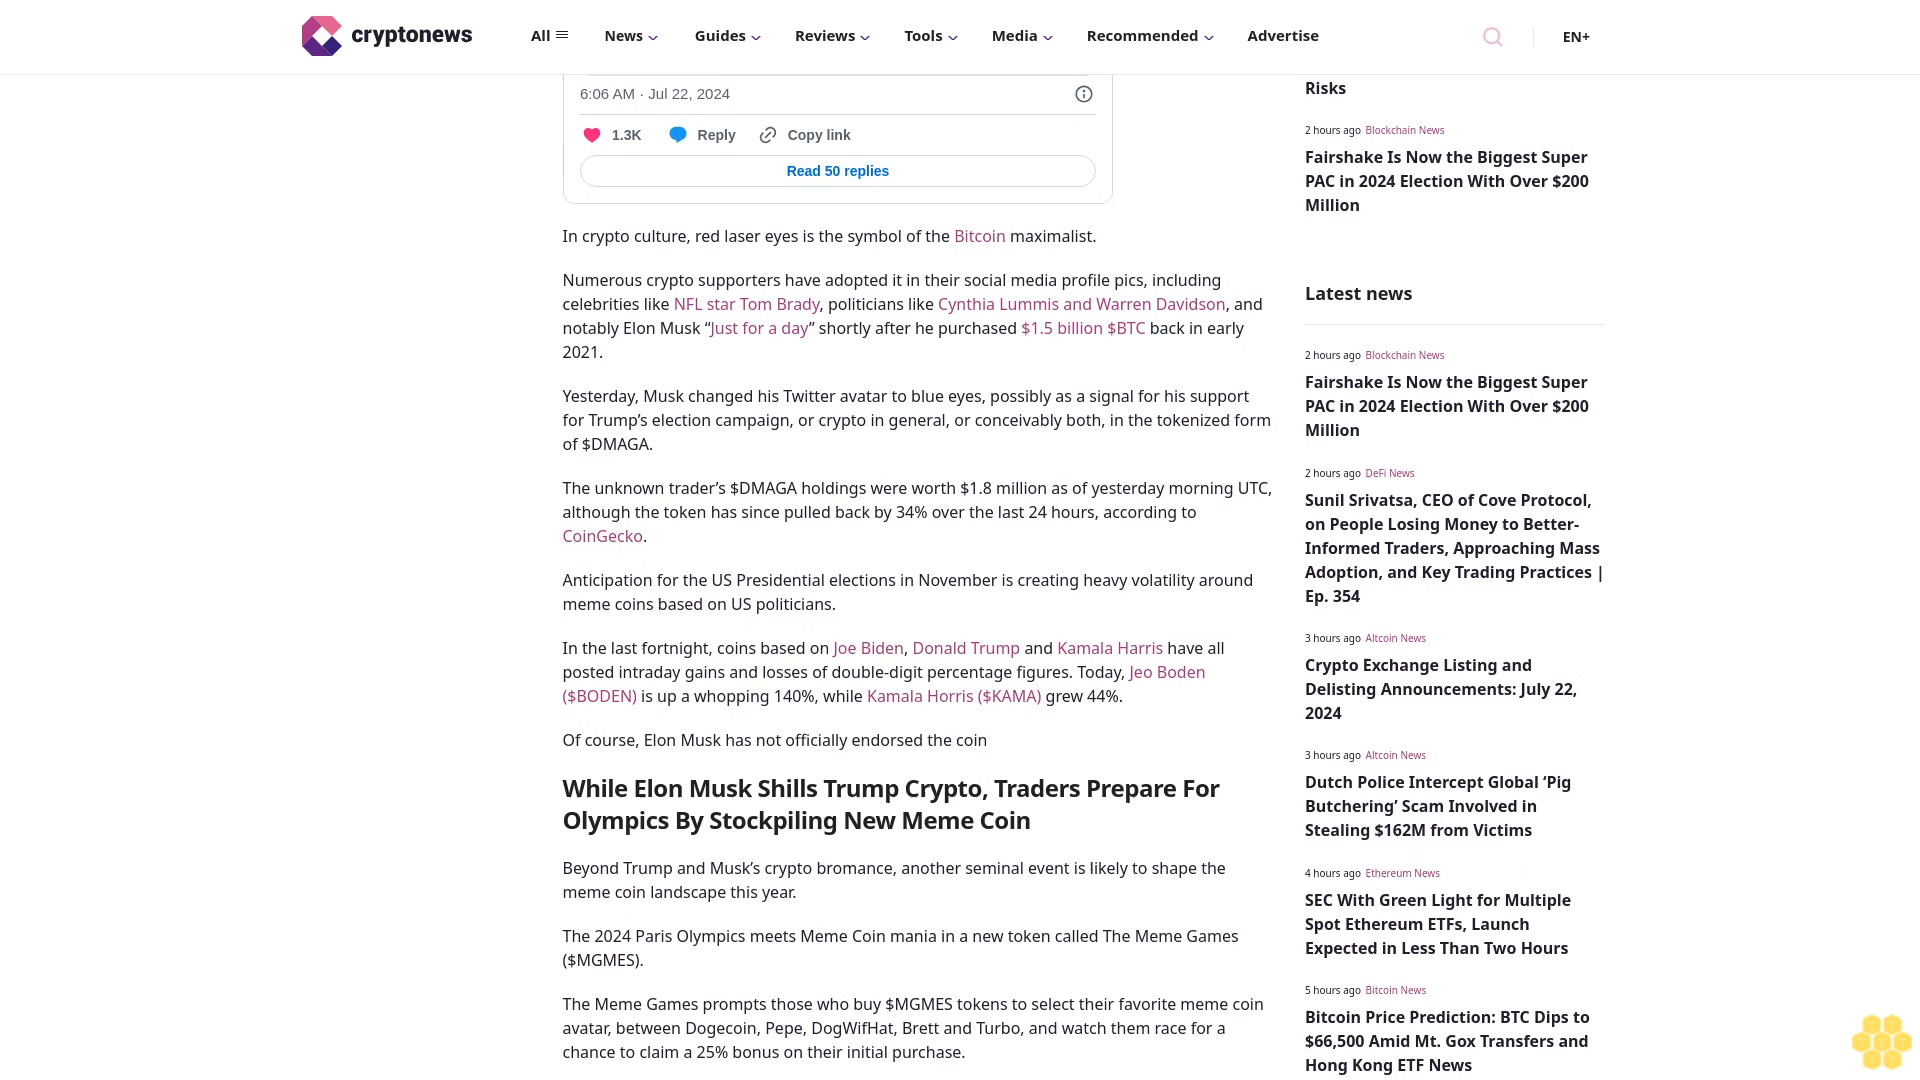 cryptonews
All
News
Guides
Reviews
Tools
Media
Recommended
Advertise
EN+
6:06 AM · Jul 22, 2024
1.3K
Reply
Copy link
Read 50 replies
In crypto culture, red laser eyes is the symbol of the Bitcoin maximalist.
Numerous crypto supporters have adopted it in their social media profile pics, including
celebrities like NFL star Tom Brady, politicians like Cynthia Lummis and Warren Davidson, and
notably Elon Musk “Just for a day” shortly after he purchased $1.5 billion $BTC back in early
2021.
Yesterday, Musk changed his Twitter avatar to blue eyes, possibly as a signal for his support
for Trump’s election campaign, or crypto in general, or conceivably both, in the tokenized form
of $DMAGA.
The unknown trader’s $DMAGA holdings were worth $1.8 million as of yesterday morning UTC,
although the token has since pulled back by 34% over the last 24 hours, according to
CoinGecko.
Anticipation for the US Presidential elections in November is creating heavy volatility around
meme coins based on US politicians.
In the last fortnight, coins based on Joe Biden, Donald Trump and Kamala Harris have all
posted intraday gains and losses of double-digit percentage figures. Today, Jeo Boden
($BODEN) is up a whopping 140%, while Kamala Horris ($KAMA) grew 44%.
Of course, Elon Musk has not officially endorsed the coin
While Elon Musk Shills Trump Crypto, Traders Prepare For
Olympics By Stockpiling New Meme Coin
Beyond Trump and Musk’s crypto bromance, another seminal event is likely to shape the
meme coin landscape this year.
The 2024 Paris Olympics meets Meme Coin mania in a new token called The Meme Games
($MGMES).
The Meme Games prompts those who buy $MGMES tokens to select their favorite meme coin
avatar, between Dogecoin, Pepe, DogWifHat, Brett and Turbo, and watch them race for a
chance to claim a 25% bonus on their initial purchase.
Risks
2 hours ago Blockchain News
Fairshake Is Now the Biggest Super
PAC in 2024 Election With Over $200
Million
Latest news
2 hours ago Blockchain News
Fairshake Is Now the Biggest Super
PAC in 2024 Election With Over $200
Million
2 hours ago DeFi News
Sunil Srivatsa, CEO of Cove Protocol,
on People Losing Money to Better-
Informed Traders, Approaching Mass
Adoption, and Key Trading Practices |
Ep. 354
3 hours ago Altcoin News
Crypto Exchange Listing and
Delisting Announcements: July 22,
2024
3 hours ago Altcoin News
Dutch Police Intercept Global ‘Pig
Butchering’ Scam Involved in
Stealing $162M from Victims
4 hours ago Ethereum News
SEC With Green Light for Multiple
Spot Ethereum ETFs, Launch
Expected in Less Than Two Hours
5 hours ago Bitcoin News
Bitcoin Price Prediction: BTC Dips to
$66,500 Amid Mt. Gox Transfers and
Hong Kong ETF News